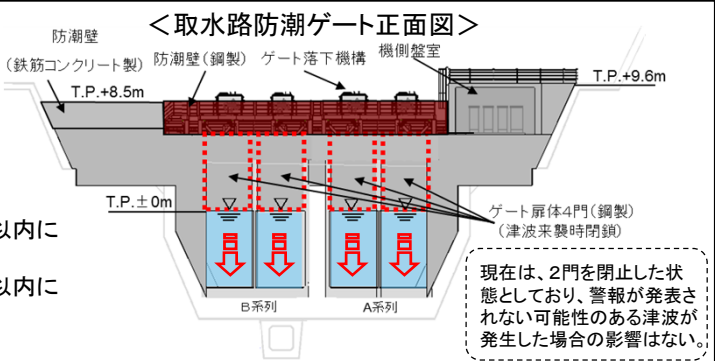 ＜取水路防潮ゲート正面図＞
防潮壁
(鉄筋コンクリート製)
防潮壁(鋼製)
ゲート落下機構
機側盤室
T.P.+8.5m
T.P.+9.6m
T.P.±0m
ゲート扉体4門(鋼製)
(津波来襲時閉鎖)
以内に
以内に
B系列
A系列
現在は、2門を閉止した状
態としており、警報が発表さ
れない可能性のある津波が
発生した場合の影響はない。